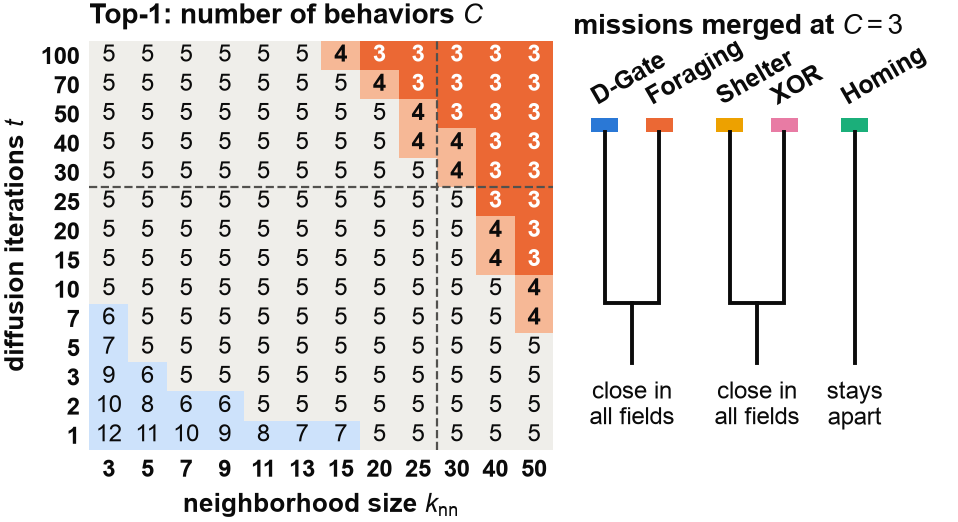 Top-1: number of behaviors C
diffusion iterations t
100 5 5 5 5 5 5 4 3 3 3 3 3
70 5 5 5 5 5 5 5 4 3 3 3 3
50 5 5 5 5 5 5 5 5 4 3 3 3
40 5 5 5 5 5 5 5 5 4 4 3 3
30 5 5 5 5 5 5 5 5 5 4 3 3
25 5 5 5 5 5 5 5 5 5 5 3 3
20 5 5 5 5 5 5 5 5 5 5 4 3
15 5 5 5 5 5 5 5 5 5 5 4 3
10 5 5 5 5 5 5 5 5 5 5 5 4
7 6 5 5 5 5 5 5 5 5 5 5 4
5 7 5 5 5 5 5 5 5 5 5 5 5
3 9 6 5 5 5 5 5 5 5 5 5 5
2 10 8 6 6 5 5 5 5 5 5 5 5
1 12 11 10 9 8 7 7 5 5 5 5 5
3 5 7 9 11 13 15 20 25 30 40 50
neighborhood size knn
missions merged at C = 3
D-Gate
Foraging
Shelter
XOR
Homing
close in
all fields
close in
all fields
stays
apart